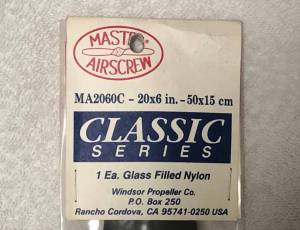 MASTER
AIRSCREW
MA2060C - 20x6 in. - 50x15 cm
CLASSIC
SERIES
1 Ea. Glass Filled Nylon
Windsor Propeller Co.
P.O. Box 250
Rancho Cordova, CA 95741-0250 USA